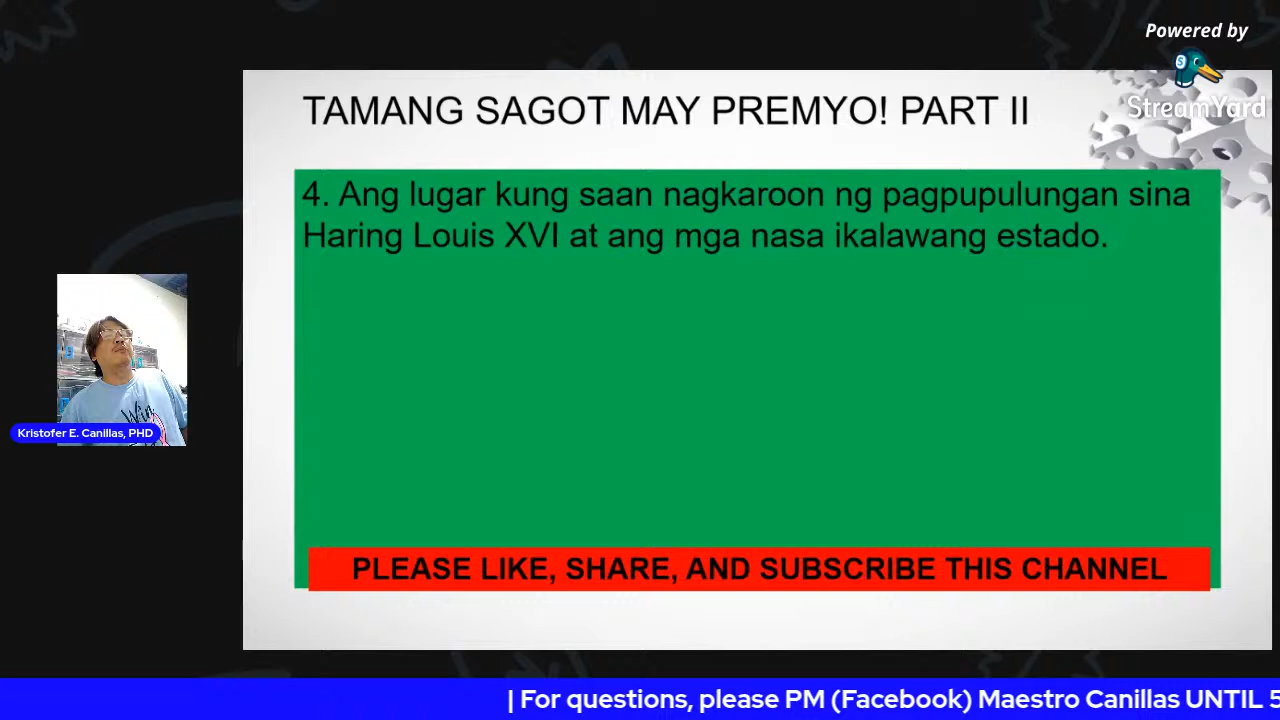 Powered by
StreamYard
TAMANG SAGOT MAY PREMYO! PART II
4. Ang lugar kung saan nagkaroon ng pagpupulungan sina
Haring Louis XVI at ang mga nasa ikalawang estado.
PLEASE LIKE, SHARE, AND SUBSCRIBE THIS CHANNEL
Win
Kristofer E. Canillas, PHD
| For questions, please PM (Facebook) Maestro Canillas UNTIL 5